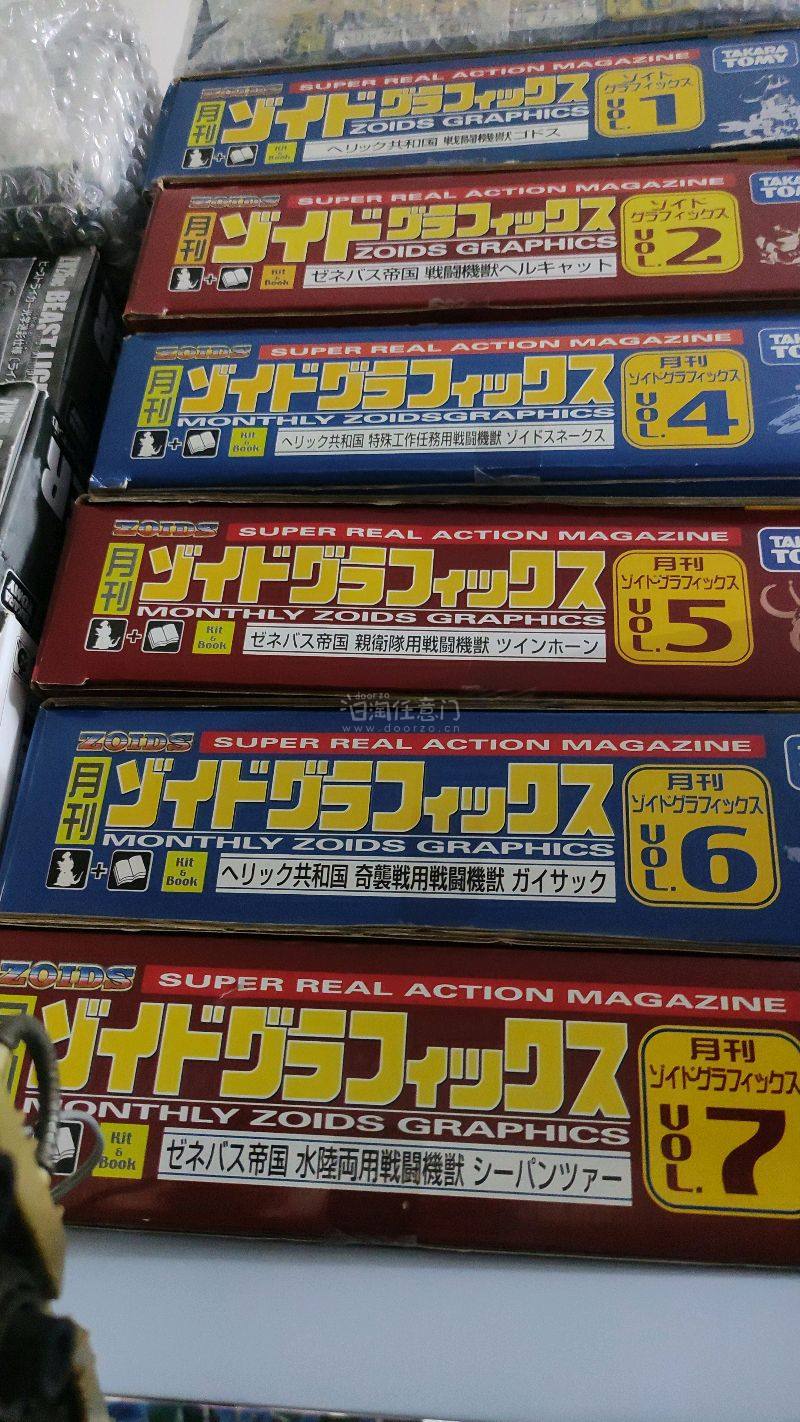 ZOIDS
SUPER REAL ACTION MAGAZINE
月刊
ゾイドグラフィックス
ZOIDS GRAPHICS
Kit & Book
ヘリック共和国 戦闘機獣 ゴドス
ゾイド
グラフィックス
VOL. 1
TAKARA
TOMY
ZOIDS
SUPER REAL ACTION MAGAZINE
月刊
ゾイドグラフィックス
ZOIDS GRAPHICS
Kit & Book
ゼネバス帝国 戦闘機獣ヘルキャット
ゾイド
グラフィックス
VOL. 2
TAKA
TO
ZOIDS
SUPER REAL ACTION MAGAZINE
月刊
ゾイドグラフィックス
MONTHLY ZOIDSGRAPHICS
Kit & Book
ヘリック共和国 特殊工作任務用戦闘機獣 ゾイドスネークス
月刊
ゾイドグラフィックス
VOL. 4
TA
TO
ZOIDS
SUPER REAL ACTION MAGAZINE
月刊
ゾイドグラフィックス
MONTHLY ZOIDS GRAPHICS
Kit & Book
ゼネバス帝国 親衛隊用戦闘機獣 ツインホーン
月刊
ゾイドグラフィックス
VOL. 5
TAK
TO
doorzo
淘任意门
www.doorzo.cn
ZOIDS
SUPER REAL ACTION MAGAZINE
月刊
ゾイドグラフィックス
MONTHLY ZOIDS GRAPHICS
Kit & Book
ヘリック共和国 奇襲戦用戦闘機獣 ガイサック
月刊
ゾイドグラフィックス
VOL. 6
ZOIDS
SUPER REAL ACTION MAGAZINE
ゾイドグラフィックス
MONTHLY ZOIDS GRAPHICS
Kit & Book
ゼネバス帝国 水陸両用戦闘機獣 シーパンツァー
月刊
ゾイドグラフィックス
VOL. 7
BEAST LIG